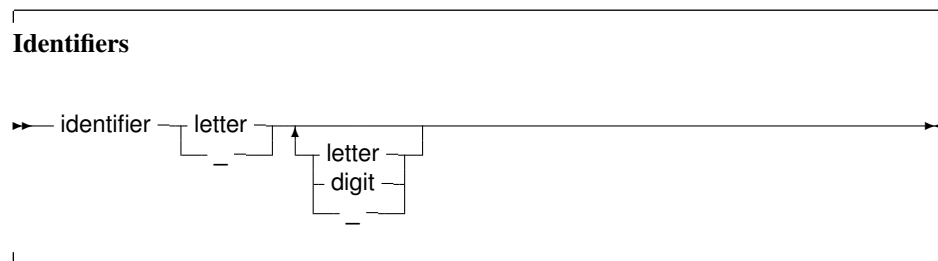 Identifiers
identifier letter
_ letter
digit
_